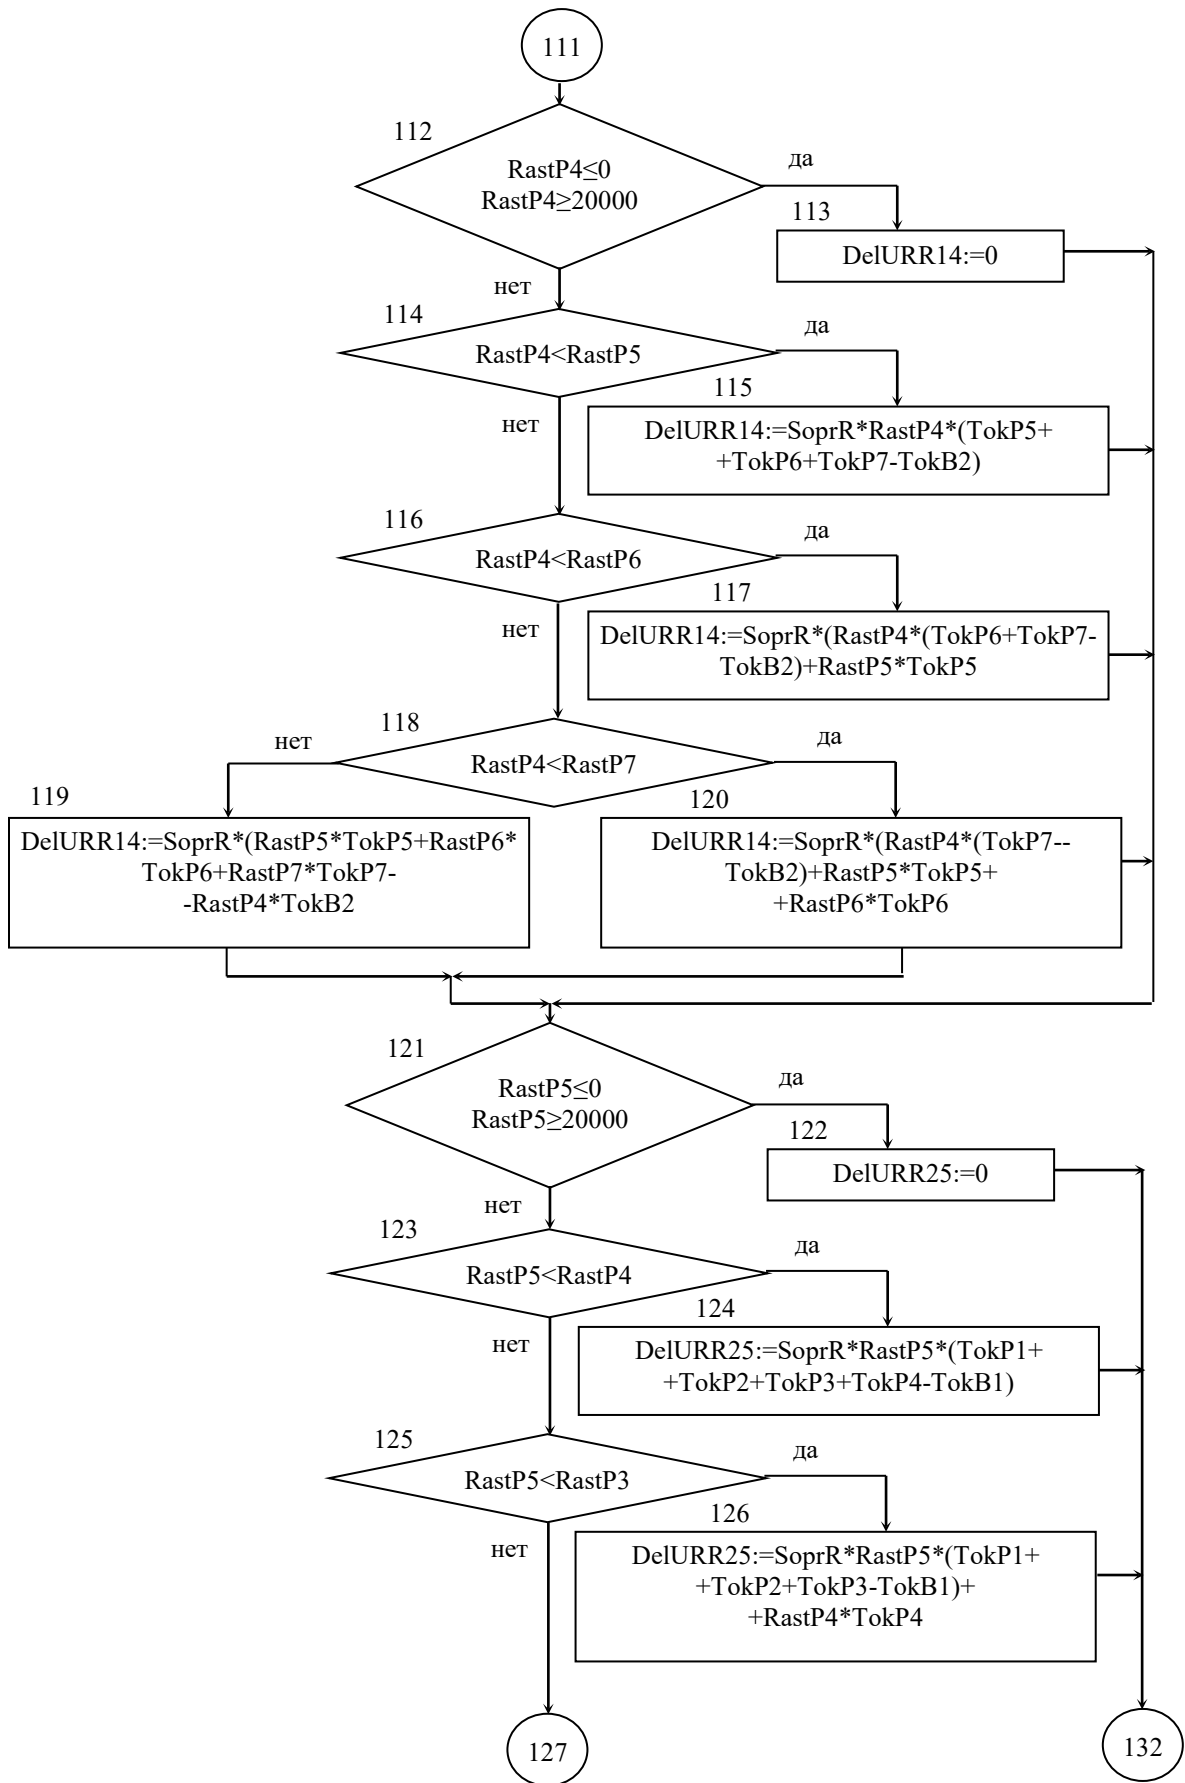 111
112
RastP4≤0
RastP4≥20000
да
113
DelURR14:=0
нет
114
RastP4<RastP5
да
115
DelURR14:=SoprR*RastP4*(TokP5+
+TokP6+TokP7-TokB2)
нет
116
RastP4<RastP6
да
117
DelURR14:=SoprR*(RastP4*(TokP6+TokP7-
TokB2)+RastP5*TokP5
нет
118
RastP4<RastP7
нет
да
119
DelURR14:=SoprR*(RastP5*TokP5+RastP6*
TokP6+RastP7*TokP7-
-RastP4*TokB2
120
DelURR14:=SoprR*(RastP4*(TokP7--
TokB2)+RastP5*TokP5+
+RastP6*TokP6
121
RastP5≤0
RastP5≥20000
да
122
DelURR25:=0
нет
123
RastP5<RastP4
да
124
DelURR25:=SoprR*RastP5*(TokP1+
+TokP2+TokP3+TokP4-TokB1)
нет
125
RastP5<RastP3
да
126
DelURR25:=SoprR*RastP5*(TokP1+
+TokP2+TokP3-TokB1)+
+RastP4*TokP4
нет
127
132